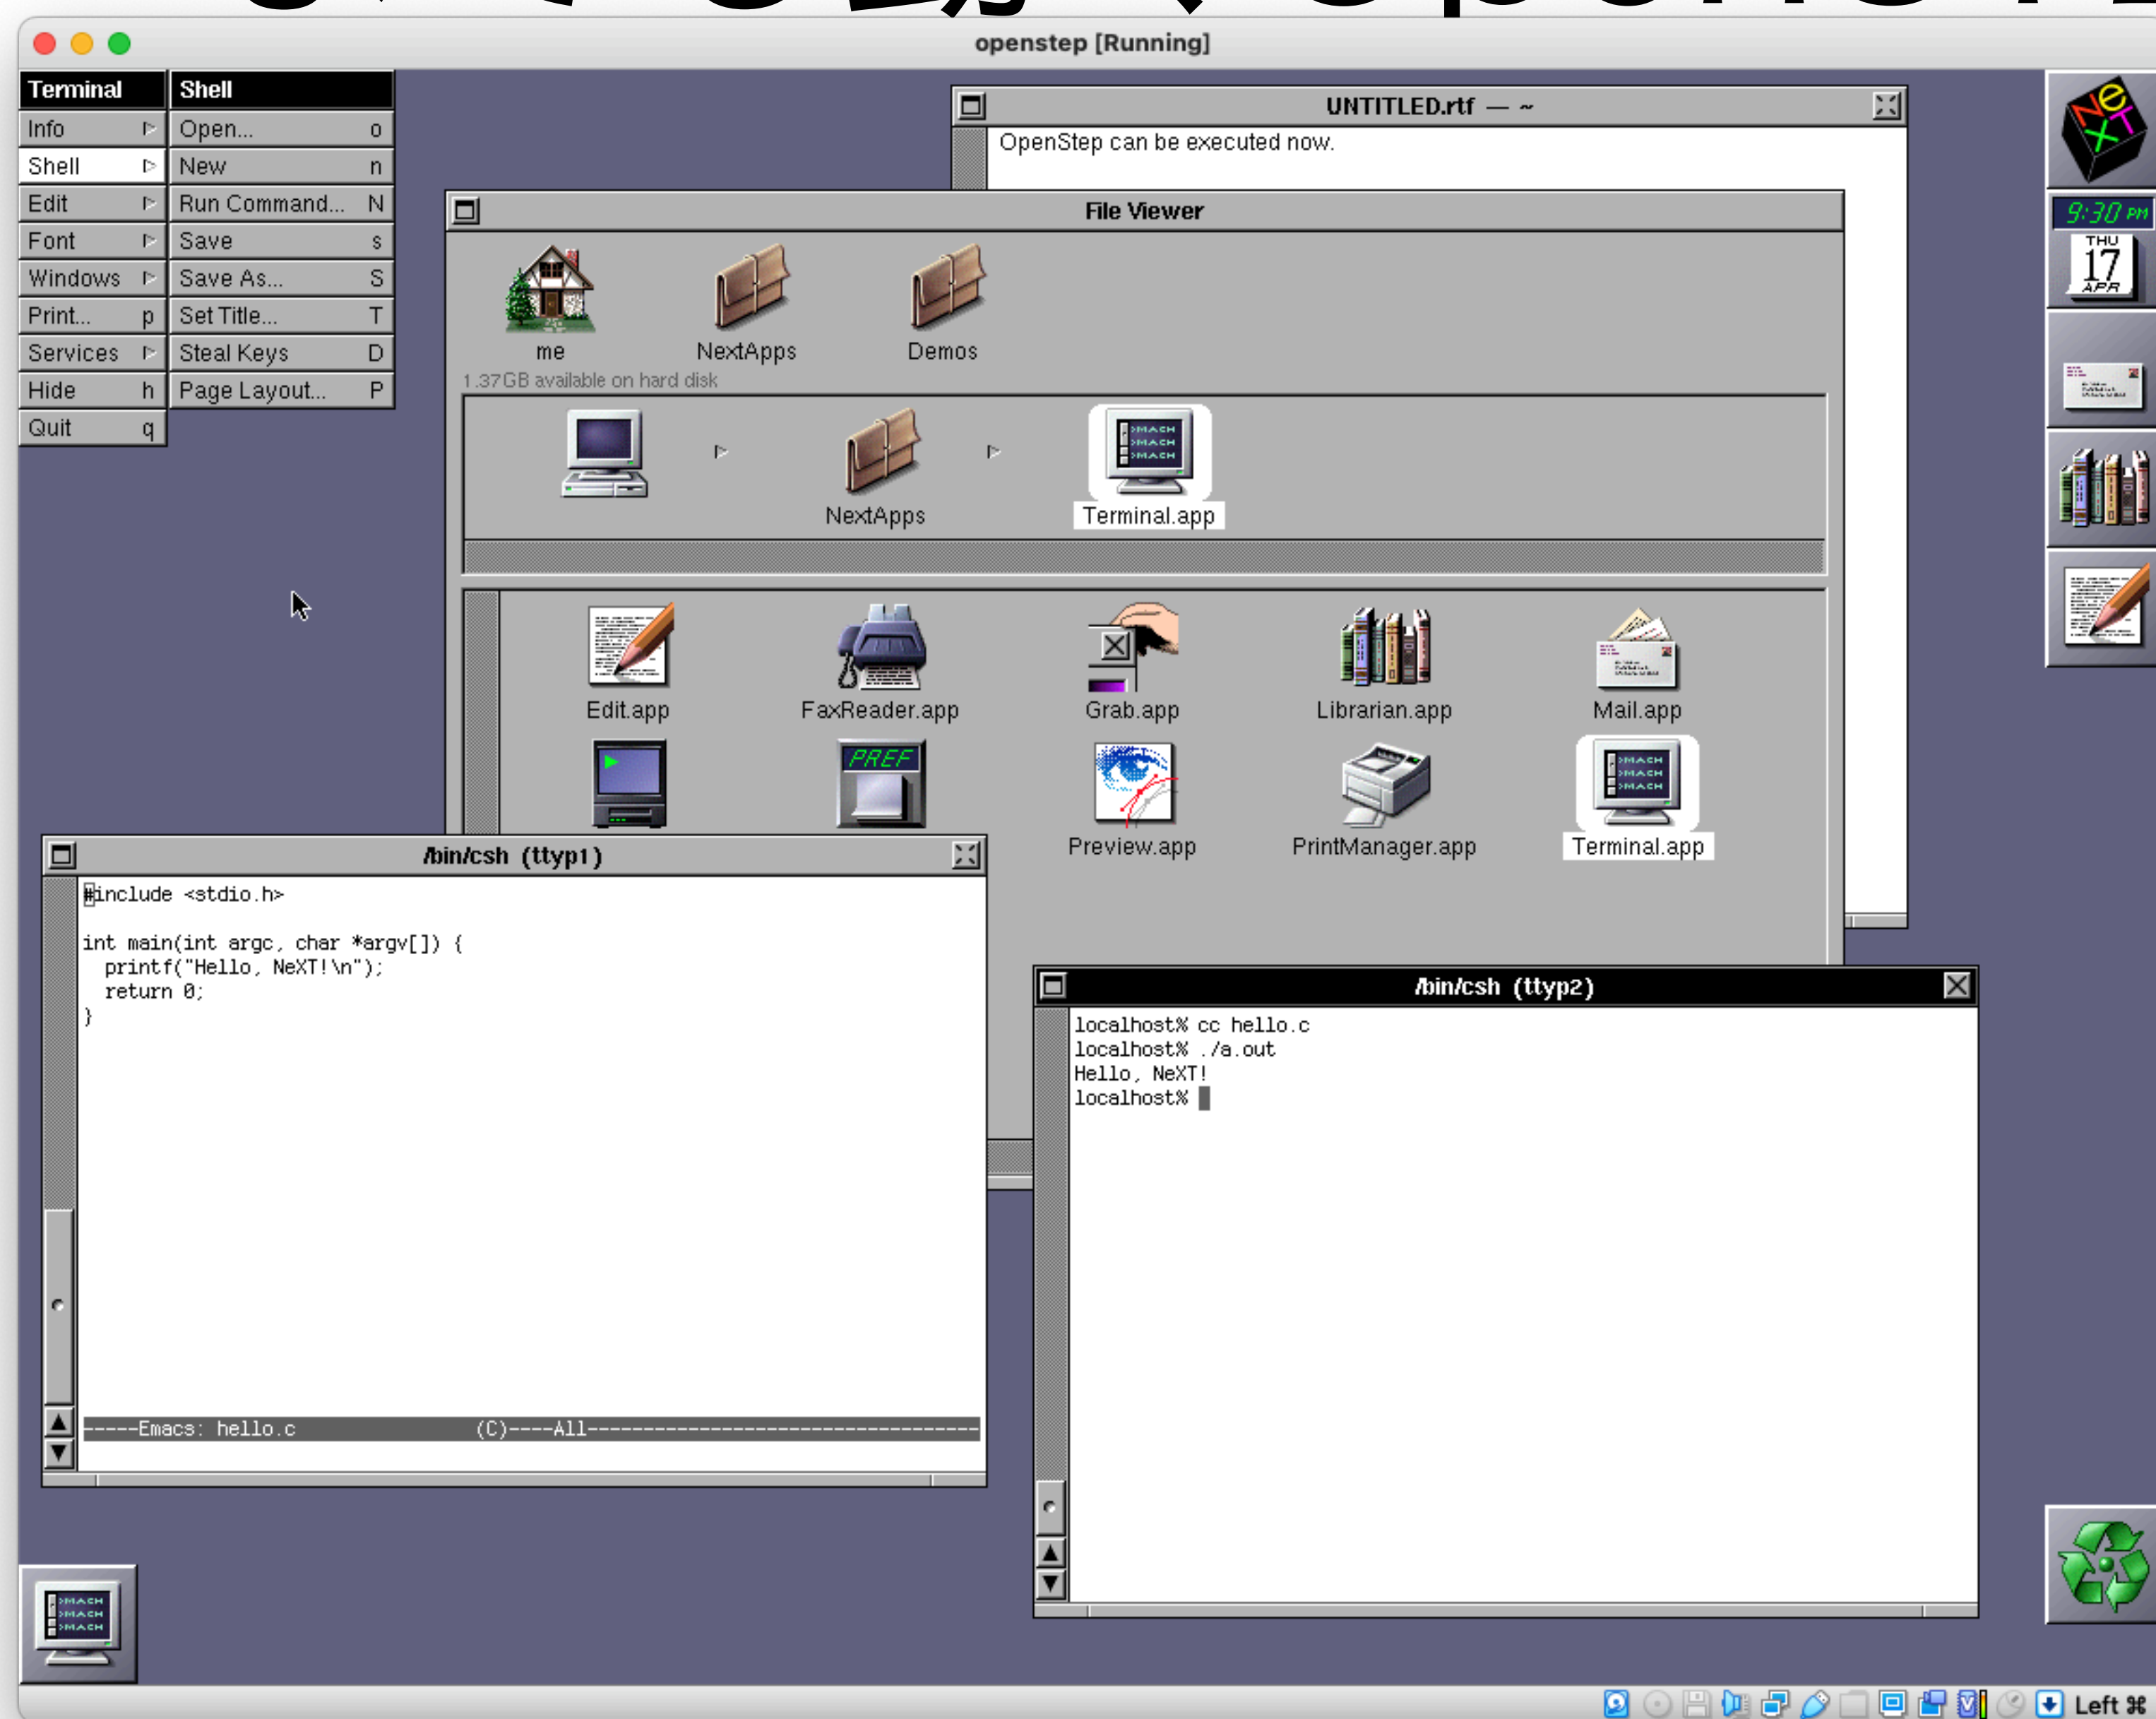 openstep [Running]
Terminal
Info
Shell
Edit
Font
Windows
Print... p
Services
Hide h
Quit q
Shell
Open... o
New n
Run Command... N
Save s
Save As... S
Set Title... T
Steal Keys D
Page Layout... P
UNTITLED.rtf — ~
OpenStep can be executed now.
File Viewer
me
NextApps
Demos
1.37GB available on hard disk
NextApps
Terminal.app
Edit.app
FaxReader.app
Grab.app
Librarian.app
Mail.app
PREF
Preview.app
PrintManager.app
Terminal.app
/bin/csh (ttyp1)
#include <stdio.h>
int main(int argc, char *argv[]) {
printf("Hello, NeXT!\n");
return 0;
}
-----Emacs: hello.c (C)----All-----------------------------------
/bin/csh (ttyp2)
localhost% cc hello.c
localhost% ./a.out
Hello, NeXT!
localhost%
NeXT
9:30 PM
THU
17
APR
>MACH
>MACH
>MACH
Left ⌘